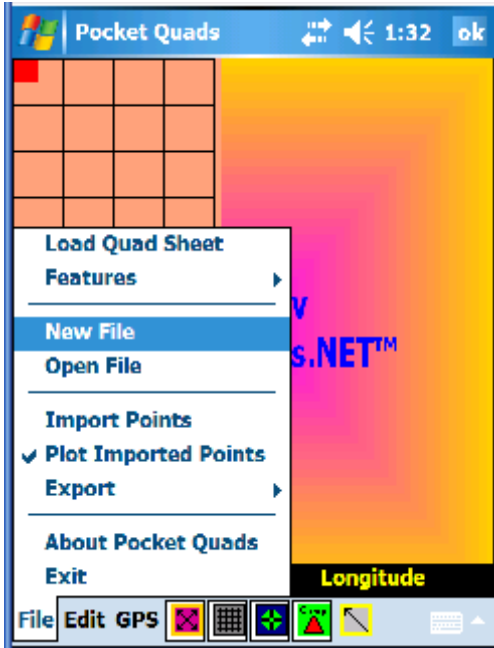 Pocket Quads 1:32 ok
Load Quad Sheet
Features
New File
Open File
Import Points
Plot Imported Points
Export
About Pocket Quads
Exit
s.NET™
Longitude
File Edit GPS